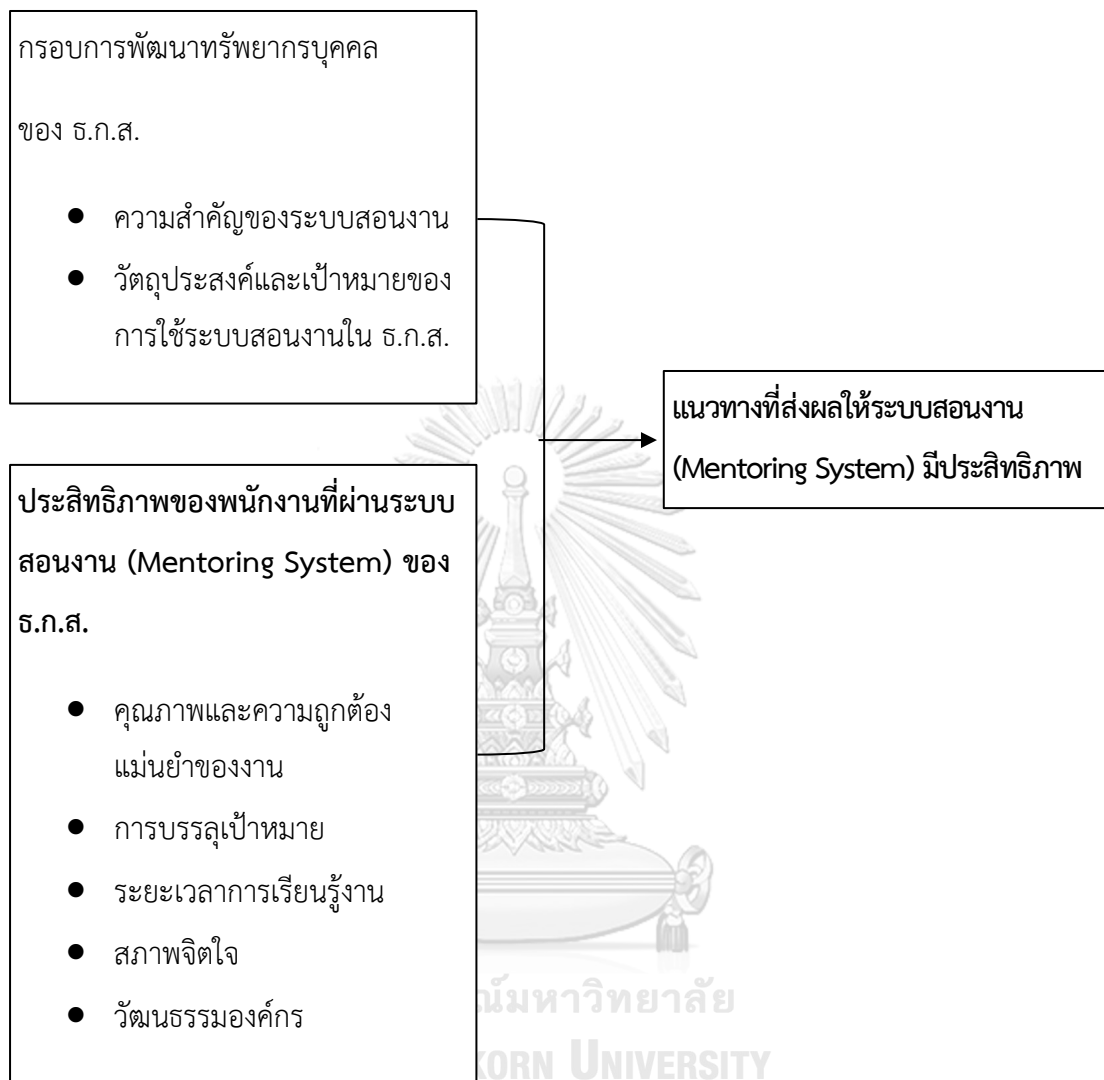 กรอบการพัฒนาทรัพยากรบุคคล
ของ ธ.ก.ส.
● ความสำคัญของระบบสอนงาน
● วัตถุประสงค์และเป้าหมายของ
การใช้ระบบสอนงานใน ธ.ก.ส.
แนวทางที่ส่งผลให้ระบบสอนงาน
(Mentoring System) มีประสิทธิภาพ
ประสิทธิภาพของพนักงานที่ผ่านระบบ
สอนงาน (Mentoring System) ของ
ธ.ก.ส.
● คุณภาพและความถูกต้อง
แม่นยำของงาน
● การบรรลุเป้าหมาย
● ระยะเวลาการเรียนรู้งาน
● สภาพจิตใจ
● วัฒนธรรมองค์กร
ณ์มหาวิทยาลัย
KORN UNIVERSITY